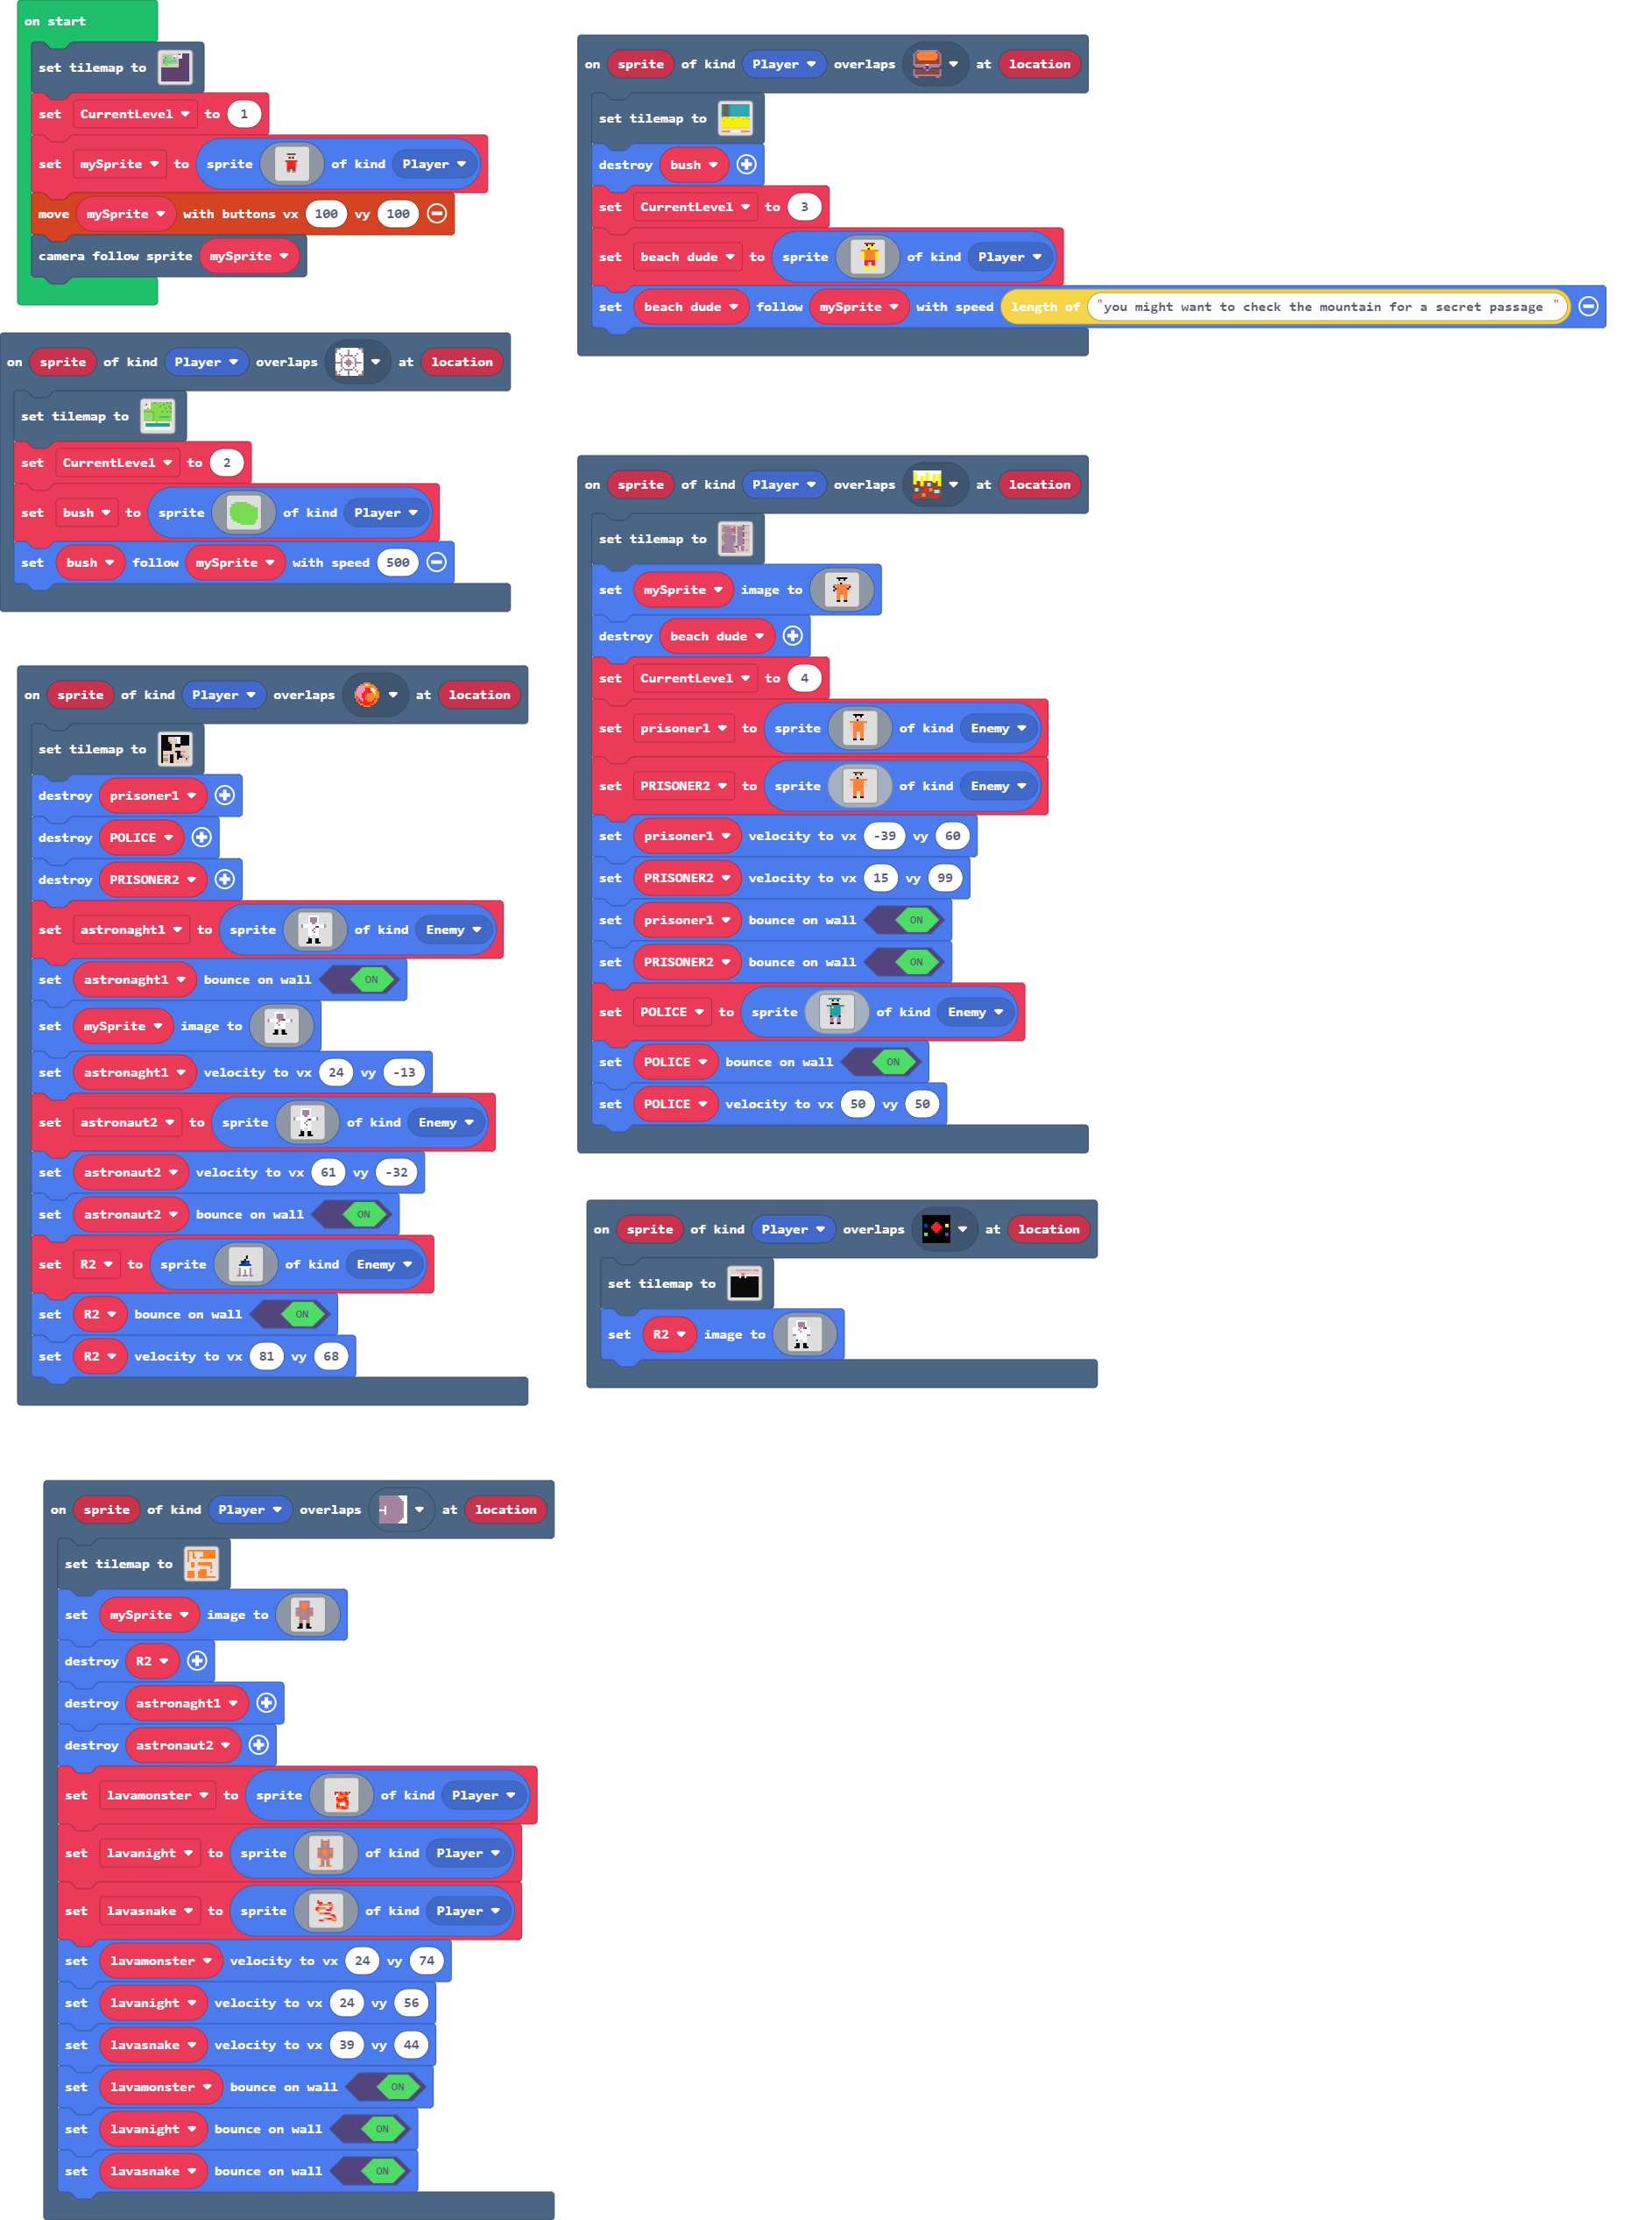 on start
set tilemap to
set CurrentLevel to 1
set mySprite to sprite of kind Player
move mySprite with buttons vx 100 vy 100
camera follow sprite mySprite
on sprite of kind Player overlaps at location
set tilemap to
set CurrentLevel to 2
set bush to sprite of kind Player
set bush follow mySprite with speed 500
on sprite of kind Player overlaps at location
set tilemap to
destroy prisoner1
destroy POLICE
destroy PRISONER2
set astronaght1 to sprite of kind Enemy
set astronaght1 bounce on wall ON
set mySprite image to
set astronaght1 velocity to vx 24 vy -13
set astronaut2 to sprite of kind Enemy
set astronaut2 velocity to vx 61 vy -32
set astronaut2 bounce on wall ON
set R2 to sprite of kind Enemy
set R2 bounce on wall ON
set R2 velocity to vx 81 vy 68
on sprite of kind Player overlaps at location
set tilemap to
set mySprite image to
destroy R2
destroy astronaght1
destroy astronaut2
set lavamonster to sprite of kind Player
set lavanight to sprite of kind Player
set lavasnake to sprite of kind Player
set lavamonster velocity to vx 24 vy 74
set lavanight velocity to vx 24 vy 56
set lavasnake velocity to vx 39 vy 44
set lavamonster bounce on wall ON
set lavanight bounce on wall ON
set lavasnake bounce on wall ON
on sprite of kind Player overlaps at location
set tilemap to
destroy bush
set CurrentLevel to 3
set beach dude to sprite of kind Player
set beach dude follow mySprite with speed length of "you might want to check the mountain for a secret passage "
on sprite of kind Player overlaps at location
set tilemap to
set mySprite image to
destroy beach dude
set CurrentLevel to 4
set prisoner1 to sprite of kind Enemy
set PRISONER2 to sprite of kind Enemy
set prisoner1 velocity to vx -39 vy 60
set PRISONER2 velocity to vx 15 vy 99
set prisoner1 bounce on wall ON
set PRISONER2 bounce on wall ON
set POLICE to sprite of kind Enemy
set POLICE bounce on wall ON
set POLICE velocity to vx 50 vy 50
on sprite of kind Player overlaps at location
set tilemap to
set R2 image to